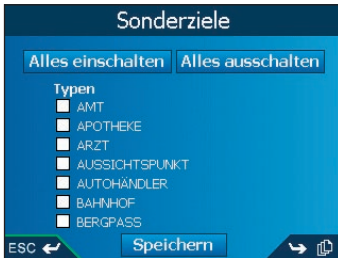 Sonderziele
Alles einschalten Alles ausschalten
Typen
AMT
APOTHEKE
ARZT
AUSSICHTSPUNKT
AUTOHÄNDLER
BAHNHOF
BERGPASS
ESC Speichern